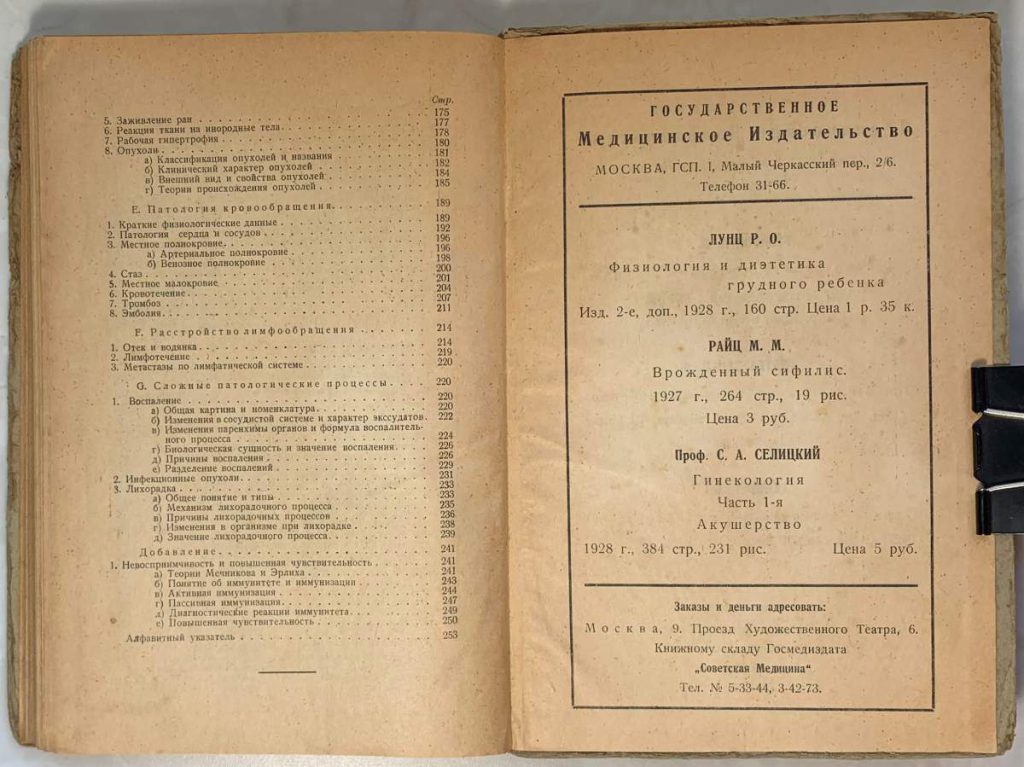 Стр.
5. Заживление ран 175
6. Реакция ткани на инородные тела 177
7. Рабочая гипертрофия 178
8. Опухоли 180
а) Классификация опухолей и названия 181
б) Клинический характер опухолей 182
в) Внешний вид и свойства опухолей 184
г) Теории происхождения опухолей 185
Е. Патология кровообращения 189
1. Краткие физиологические данные 189
2. Патология сердца и сосудов 192
3. Местное полнокровие 196
а) Артериальное полнокровие 196
б) Венозное полнокровие 198
4. Стаз 200
5. Местное малокровие 201
6. Кровотечение 204
7. Тромбоз 207
8. Эмболия 211
F. Расстройство лимфообращения 214
1. Отек и водянка 214
2. Лимфотечение 219
3. Метастазы по лимфатической системе 220
G. Сложные патологические процессы 220
1. Воспаление 220
а) Общая картина и номенклатура 220
б) Изменения в сосудистой системе и характер экссудатов 222
в) Изменения паренхимы органов и формула воспалитель-
ного процесса 224
г) Биологическая сущность и значение воспаления 226
д) Причины воспаления 226
е) Разделение воспалений 229
2. Инфекционные опухоли 231
3. Лихорадка 233
а) Общее понятие и типы 233
б) Механизм лихорадочного процесса 235
в) Причины лихорадочных процессов 236
г) Изменения в организме при лихорадке 238
д) Значение лихорадочного процесса 239
Добавление 241
1. Невосприимчивость и повышенная чувствительность 241
а) Теории Мечникова и Эрлиха 241
б) Понятие об иммунитете и иммунизации 243
в) Активная иммунизация 244
г) Пассивная иммунизация 247
д) Диагностические реакции иммунитета 249
е) Повышенная чувствительность 250
Алфавитный указатель 253
ГОСУДАРСТВЕННОЕ
Медицинское Издательство
МОСКВА, ГСП. I, Малый Черкасский пер., 2/6.
Телефон 31-66.
ЛУНЦ Р. О.
Физиология и диэтетика
грудного ребенка
Изд. 2-е, доп., 1928 г., 160 стр. Цена 1 р. 35 к.
РАЙЦ М. М.
Врожденный сифилис.
1927 г., 264 стр., 19 рис.
Цена 3 руб.
Проф. С. А. СЕЛИЦКИЙ
Гинекология
Часть 1-я
Акушерство
1928 г., 384 стр., 231 рис. Цена 5 руб.
Заказы и деньги адресовать:
Москва, 9. Проезд Художественного Театра, 6.
Книжному складу Госмедиздата
„Советская Медицина“
Тел. № 5-33-44, 3-42-73.